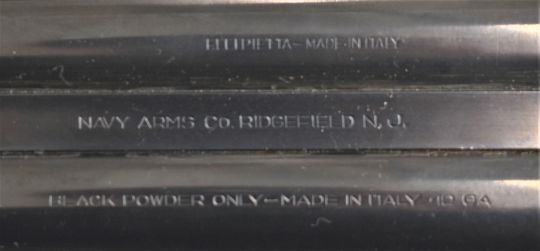 F.LLI PIETTA-MADE·IN ITALY
NAVY ARMS Co. RIDGEFIELD N. J.
BLACK POWDER ONLY-MADE IN ITALY ·10 GA